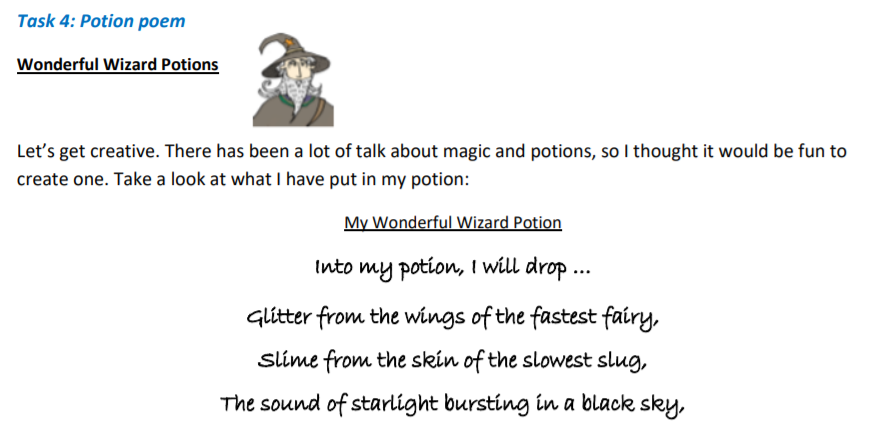 Task 4: Potion poem
Wonderful Wizard Potions
Let's get creative. There has been a lot of talk about magic and potions, so I thought it would be fun to
create one. Take a look at what I have put in my potion:
My Wonderful Wizard Potion
Into my potion, I will drop ...
Glitter from the wings of the fastest fairy,
Slime from the skin of the slowest slug,
The sound of starlight bursting in a black sky,